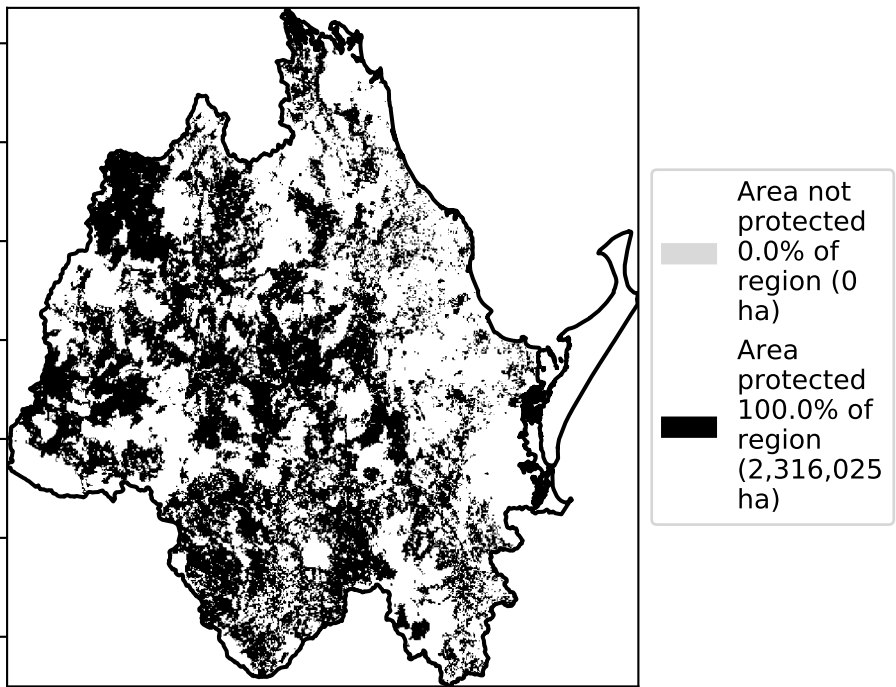 Area not
protected
0.0% of
region (0
ha)
Area
protected
100.0% of
region
(2,316,025
ha)